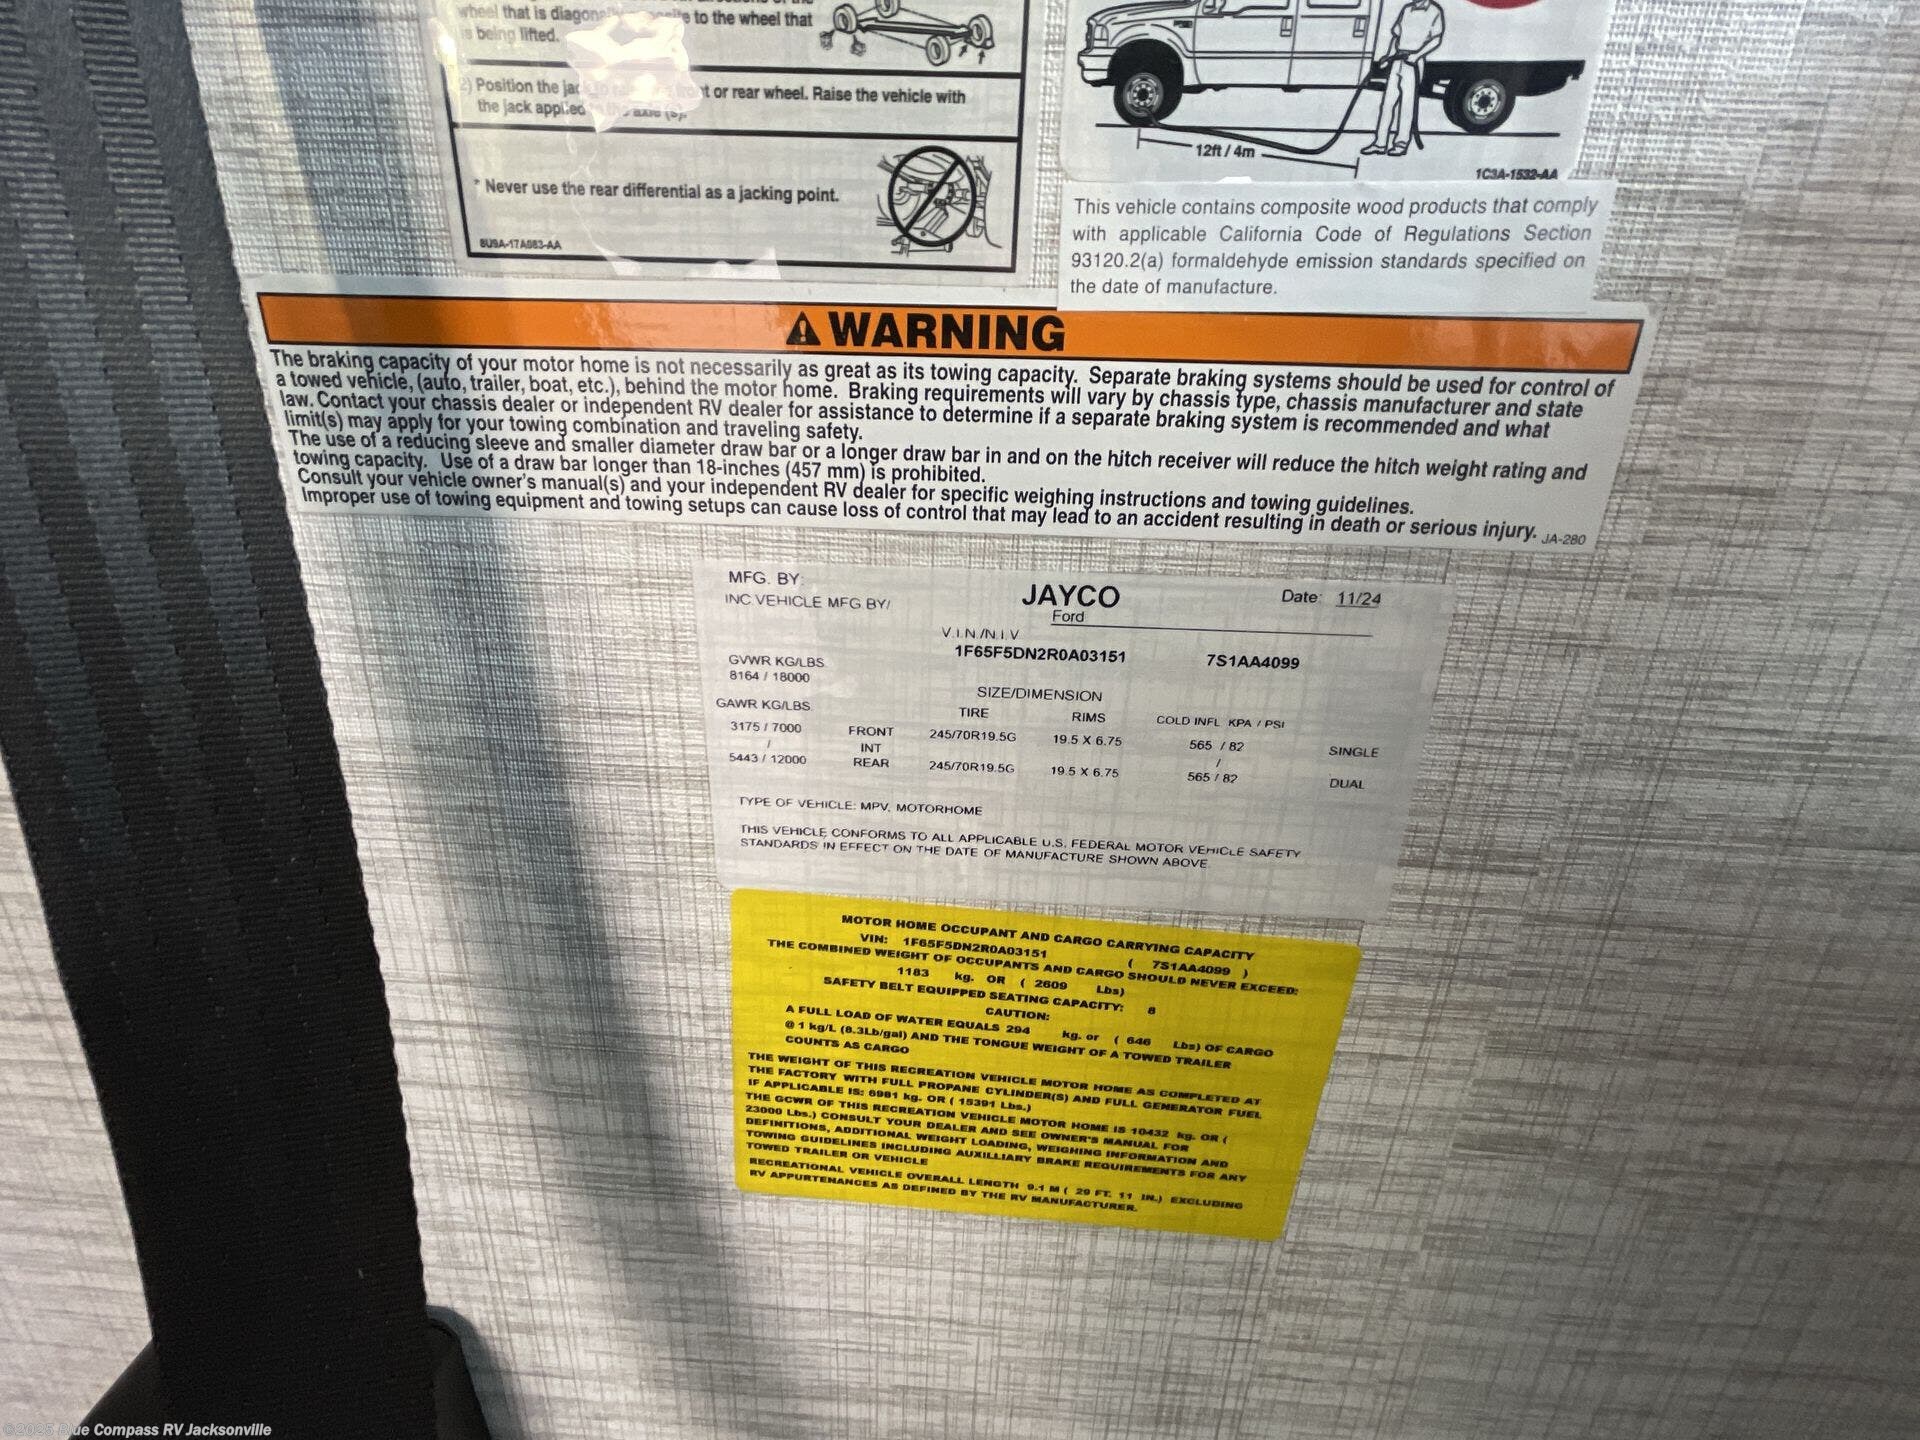 wheel that is diagonally opposite to the wheel that
is being lifted.
2) Position the jack front or rear wheel. Raise the vehicle with
the jack applied axle (s).
* Never use the rear differential as a jacking point.
8U9A-17A083-AA
12ft / 4m
1C3A-1532-AA
This vehicle contains composite wood products that comply
with applicable California Code of Regulations Section
93120.2(a) formaldehyde emission standards specified on
the date of manufacture.
WARNING
The braking capacity of your motor home is not necessarily as great as its towing capacity. Separate braking systems should be used for control of
a towed vehicle, (auto, trailer, boat, etc.), behind the motor home. Braking requirements will vary by chassis type, chassis manufacturer and state
law. Contact your chassis dealer or independent RV dealer for assistance to determine if a separate braking system is recommended and what
limit(s) may apply for your towing combination and traveling safety.
The use of a reducing sleeve and smaller diameter draw bar or a longer draw bar in and on the hitch receiver will reduce the hitch weight rating and
towing capacity. Use of a draw bar longer than 18-inches (457 mm) is prohibited.
Consult your vehicle owner's manual(s) and your independent RV dealer for specific weighing instructions and towing guidelines.
Improper use of towing equipment and towing setups can cause loss of control that may lead to an accident resulting in death or serious injury. JA-280
MFG. BY: JAYCO Date: 11/24
INC.VEHICLE MFG.BY/ Ford
V.I.N./N.I.V
1F65F5DN2R0A03151 7S1AA4099
GVWR KG/LBS
8164 / 18000
SIZE/DIMENSION
GAWR KG/LBS TIRE RIMS COLD INFL KPA / PSI
3175 / 7000 FRONT 245/70R19.5G 19.5 X 6.75 565 / 82 SINGLE
/ INT /
5443 / 12000 REAR 245/70R19.5G 19.5 X 6.75 565 / 82 DUAL
TYPE OF VEHICLE: MPV, MOTORHOME
THIS VEHICLE CONFORMS TO ALL APPLICABLE U.S. FEDERAL MOTOR VEHICLE SAFETY
STANDARDS IN EFFECT ON THE DATE OF MANUFACTURE SHOWN ABOVE.
MOTOR HOME OCCUPANT AND CARGO CARRYING CAPACITY
VIN: 1F65F5DN2R0A03151 ( 7S1AA4099 )
THE COMBINED WEIGHT OF OCCUPANTS AND CARGO SHOULD NEVER EXCEED:
1183 kg. OR ( 2609 Lbs)
SAFETY BELT EQUIPPED SEATING CAPACITY: 8
CAUTION:
A FULL LOAD OF WATER EQUALS 294 kg. or ( 646 Lbs) OF CARGO
@ 1 kg/L (8.3Lb/gal) AND THE TONGUE WEIGHT OF A TOWED TRAILER
COUNTS AS CARGO
THE WEIGHT OF THIS RECREATION VEHICLE MOTOR HOME AS COMPLETED AT
THE FACTORY WITH FULL PROPANE CYLINDER(S) AND FULL GENERATOR FUEL
IF APPLICABLE IS: 6981 kg. OR ( 15391 Lbs.)
THE GCWR OF THIS RECREATION VEHICLE MOTOR HOME IS 10432 kg. OR (
23000 Lbs.) CONSULT YOUR DEALER AND SEE OWNER'S MANUAL FOR
DEFINITIONS, ADDITIONAL WEIGHT LOADING, WEIGHING INFORMATION AND
TOWING GUIDELINES INCLUDING AUXILLIARY BRAKE REQUIREMENTS FOR ANY
TOWED TRAILER OR VEHICLE
RECREATIONAL VEHICLE OVERALL LENGTH 9.1 M ( 29 FT. 11 IN.) EXCLUDING
RV APPURTENANCES AS DEFINED BY THE RV MANUFACTURER.
©2025 Blue Compass RV Jacksonville